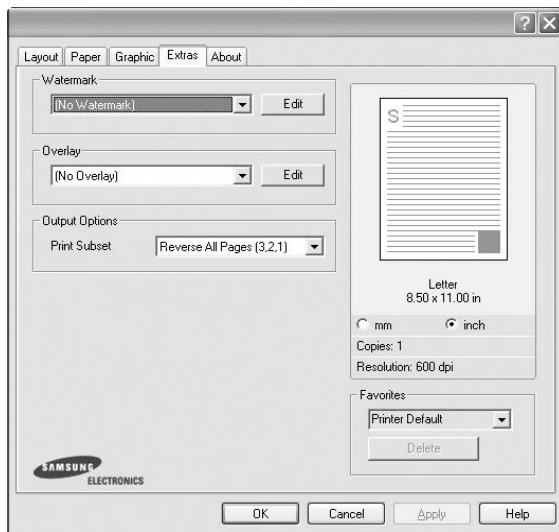 Layout Paper Graphic Extras About
Watermark
(No Watermark) Edit
Overlay
(No Overlay) Edit
Output Options
Print Subset Reverse All Pages (3,2,1)
S
Letter
8.50 x 11.00 in
mm inch
Copies: 1
Resolution: 600 dpi
Favorites
Printer Default
Delete
SAMSUNG
ELECTRONICS
OK Cancel Apply Help